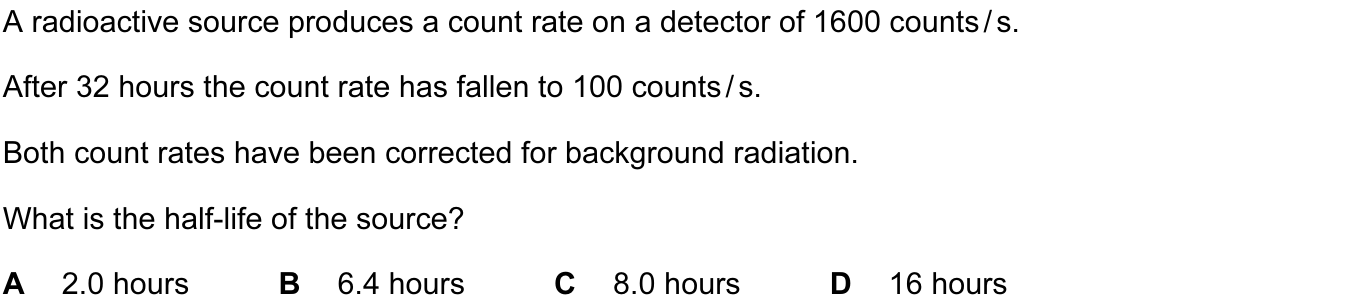 A radioactive source produces a count rate on a detector of 1600 counts/s.
After 32 hours the count rate has fallen to 100 counts/s.
Both count rates have been corrected for background radiation.
What is the half-life of the source?
A 2.0 hours B 6.4 hours C 8.0 hours D 16 hours